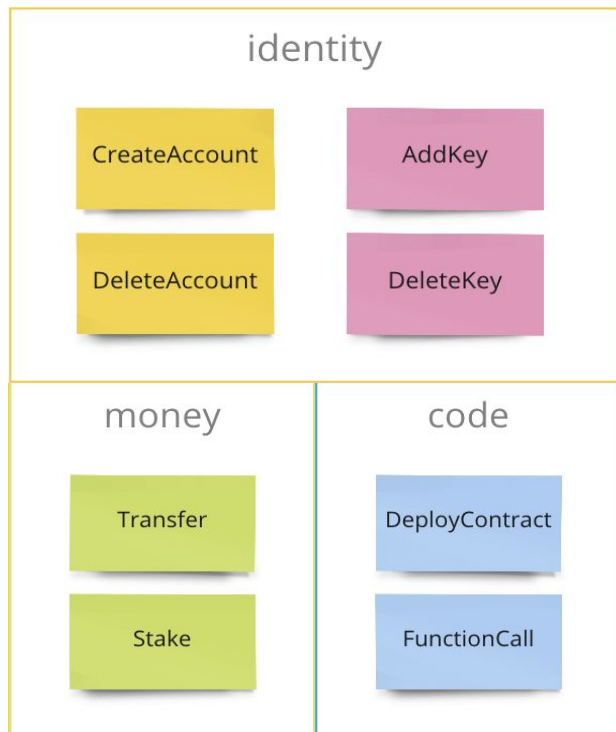 identity
CreateAccount
AddKey
DeleteAccount
DeleteKey
money
code
Transfer
DeployContract
Stake
FunctionCall